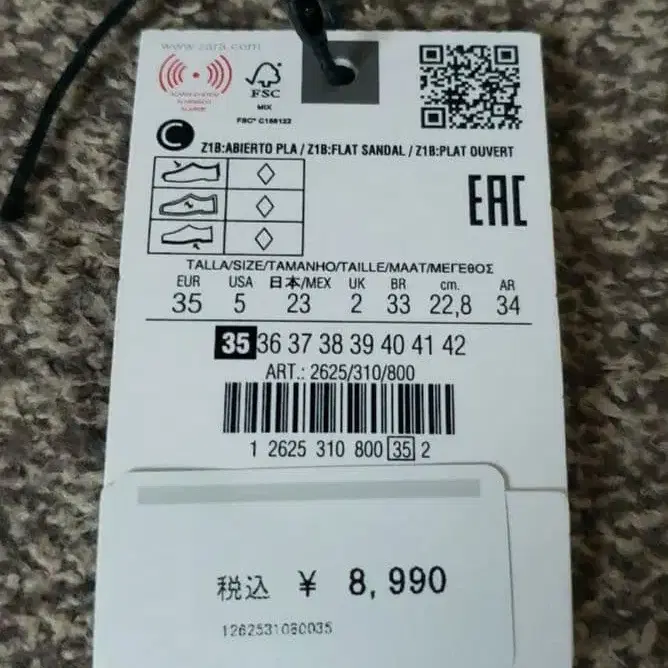 www.zara.com
FSC
MIX
FSC® C158122
Z1B:ABIERTO PLA / Z1B:FLAT SANDAL / Z1B:PLAT OUVERT
EAC
TALLA/SIZE/TAMANHO/TAILLE/MAAT/ΜΕΓΕΘΟΣ
EUR USA 日本/MEX UK BR cm. AR
35 5 23 2 33 22,8 34
35 36 37 38 39 40 41 42
ART.: 2625/310/800
1 2625 310 800 35 2
税込 ¥ 8,990
1262531080035